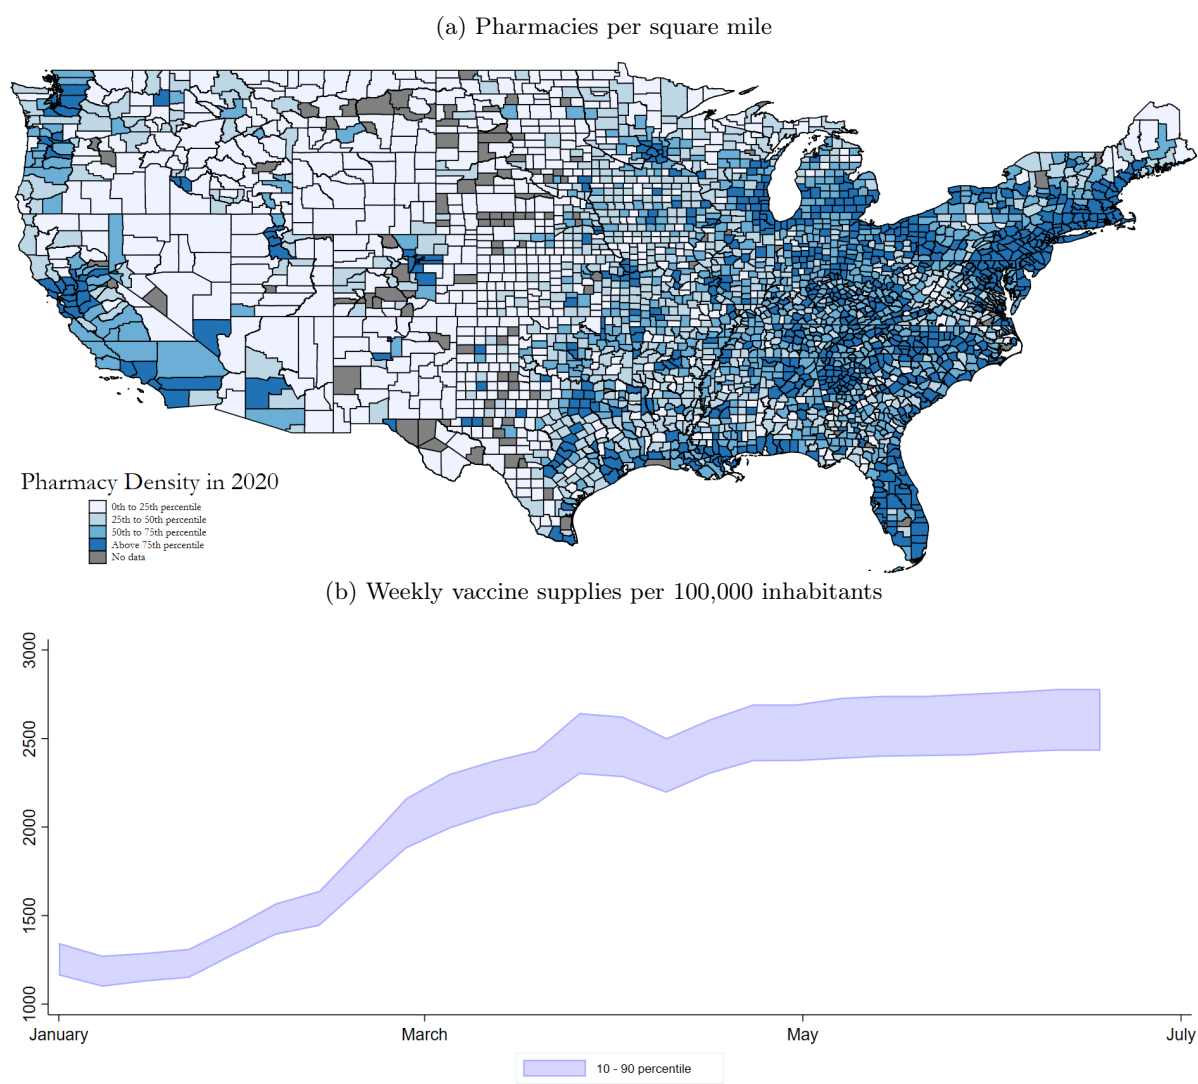 (a) Pharmacies per square mile
Pharmacy Density in 2020
0th to 25th percentile
25th to 50th percentile
50th to 75th percentile
Above 75th percentile
No data
(b) Weekly vaccine supplies per 100,000 inhabitants
3000
2500
2000
1500
1000
January March May July
10 - 90 percentile